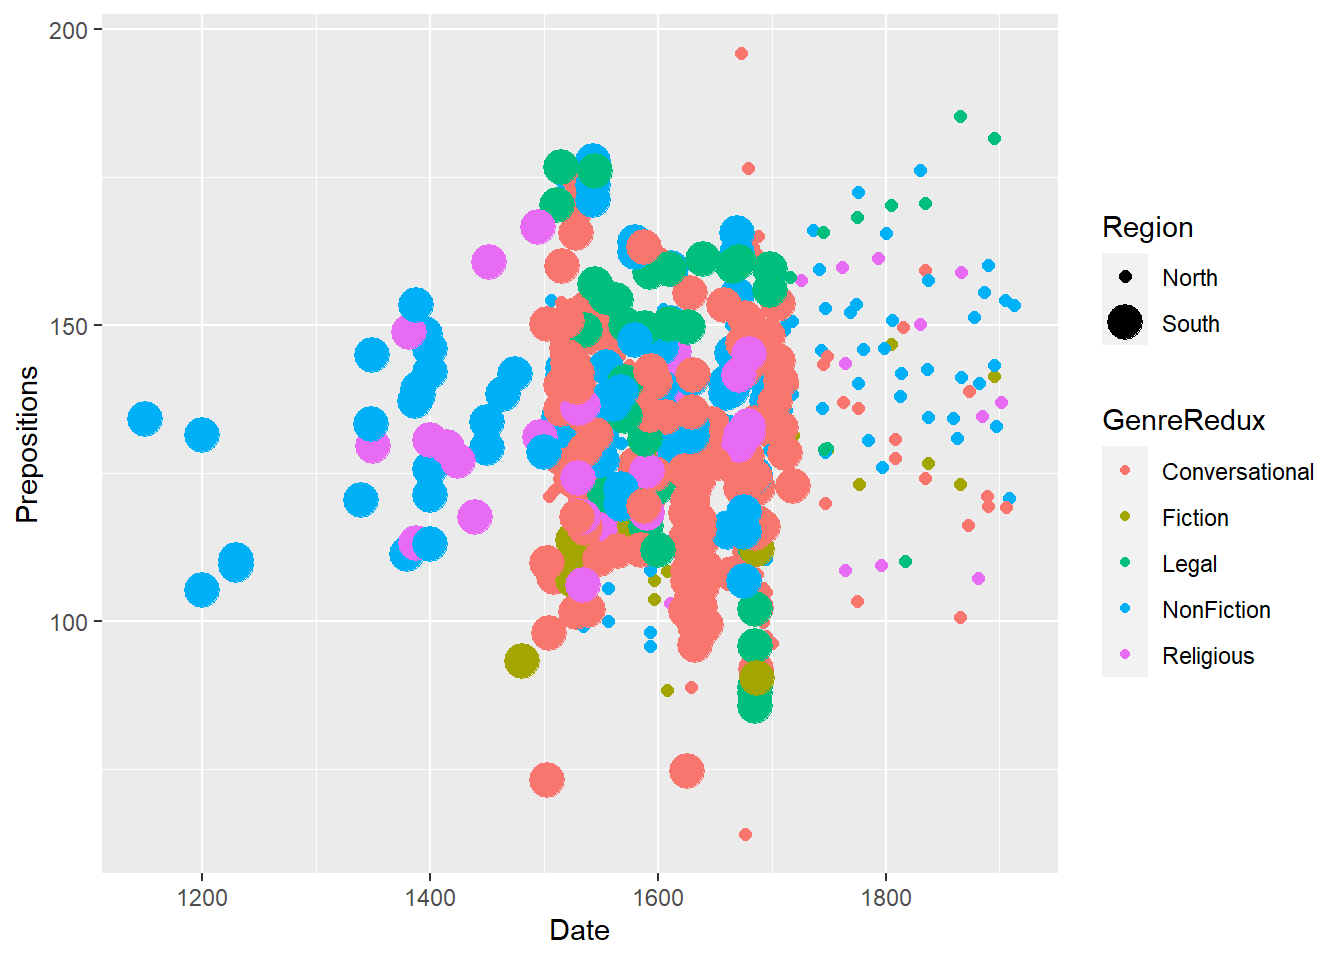 200
150
100
Prepositions
1200
1400
1600
1800
Date
Region
North
South
GenreRedux
Conversational
Fiction
Legal
NonFiction
Religious